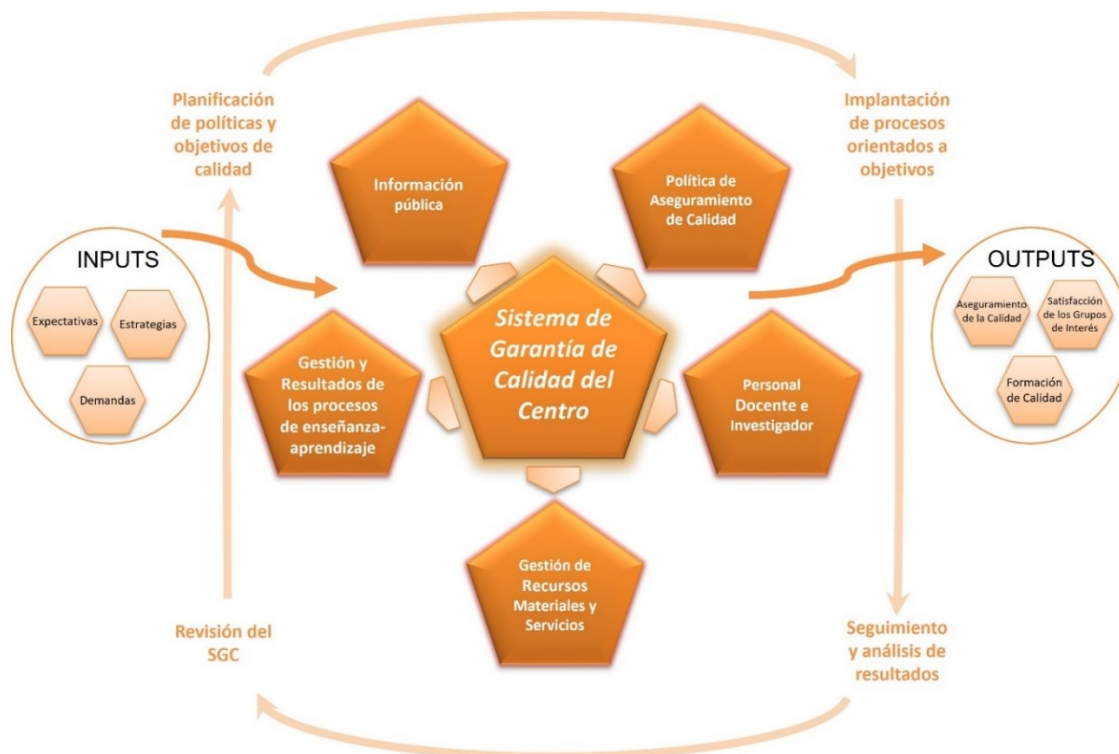 Planificación
de políticas y
objetivos de
calidad
Implantación
de procesos
orientados a
objetivos
Información
pública
Política de
Aseguramiento
de Calidad
INPUTS
Expectativas
Estrategias
Demandas
OUTPUTS
Aseguramiento
de la Calidad
Satisfacción
de los Grupos
de Interés
Formación
de Calidad
Sistema de
Garantía de
Calidad del
Centro
Gestión y
Resultados de
los procesos
de enseñanza-
aprendizaje
Personal
Docente e
Investigador
Gestión de
Recursos
Materiales y
Servicios
Revisión del
SGC
Seguimiento
y análisis de
resultados